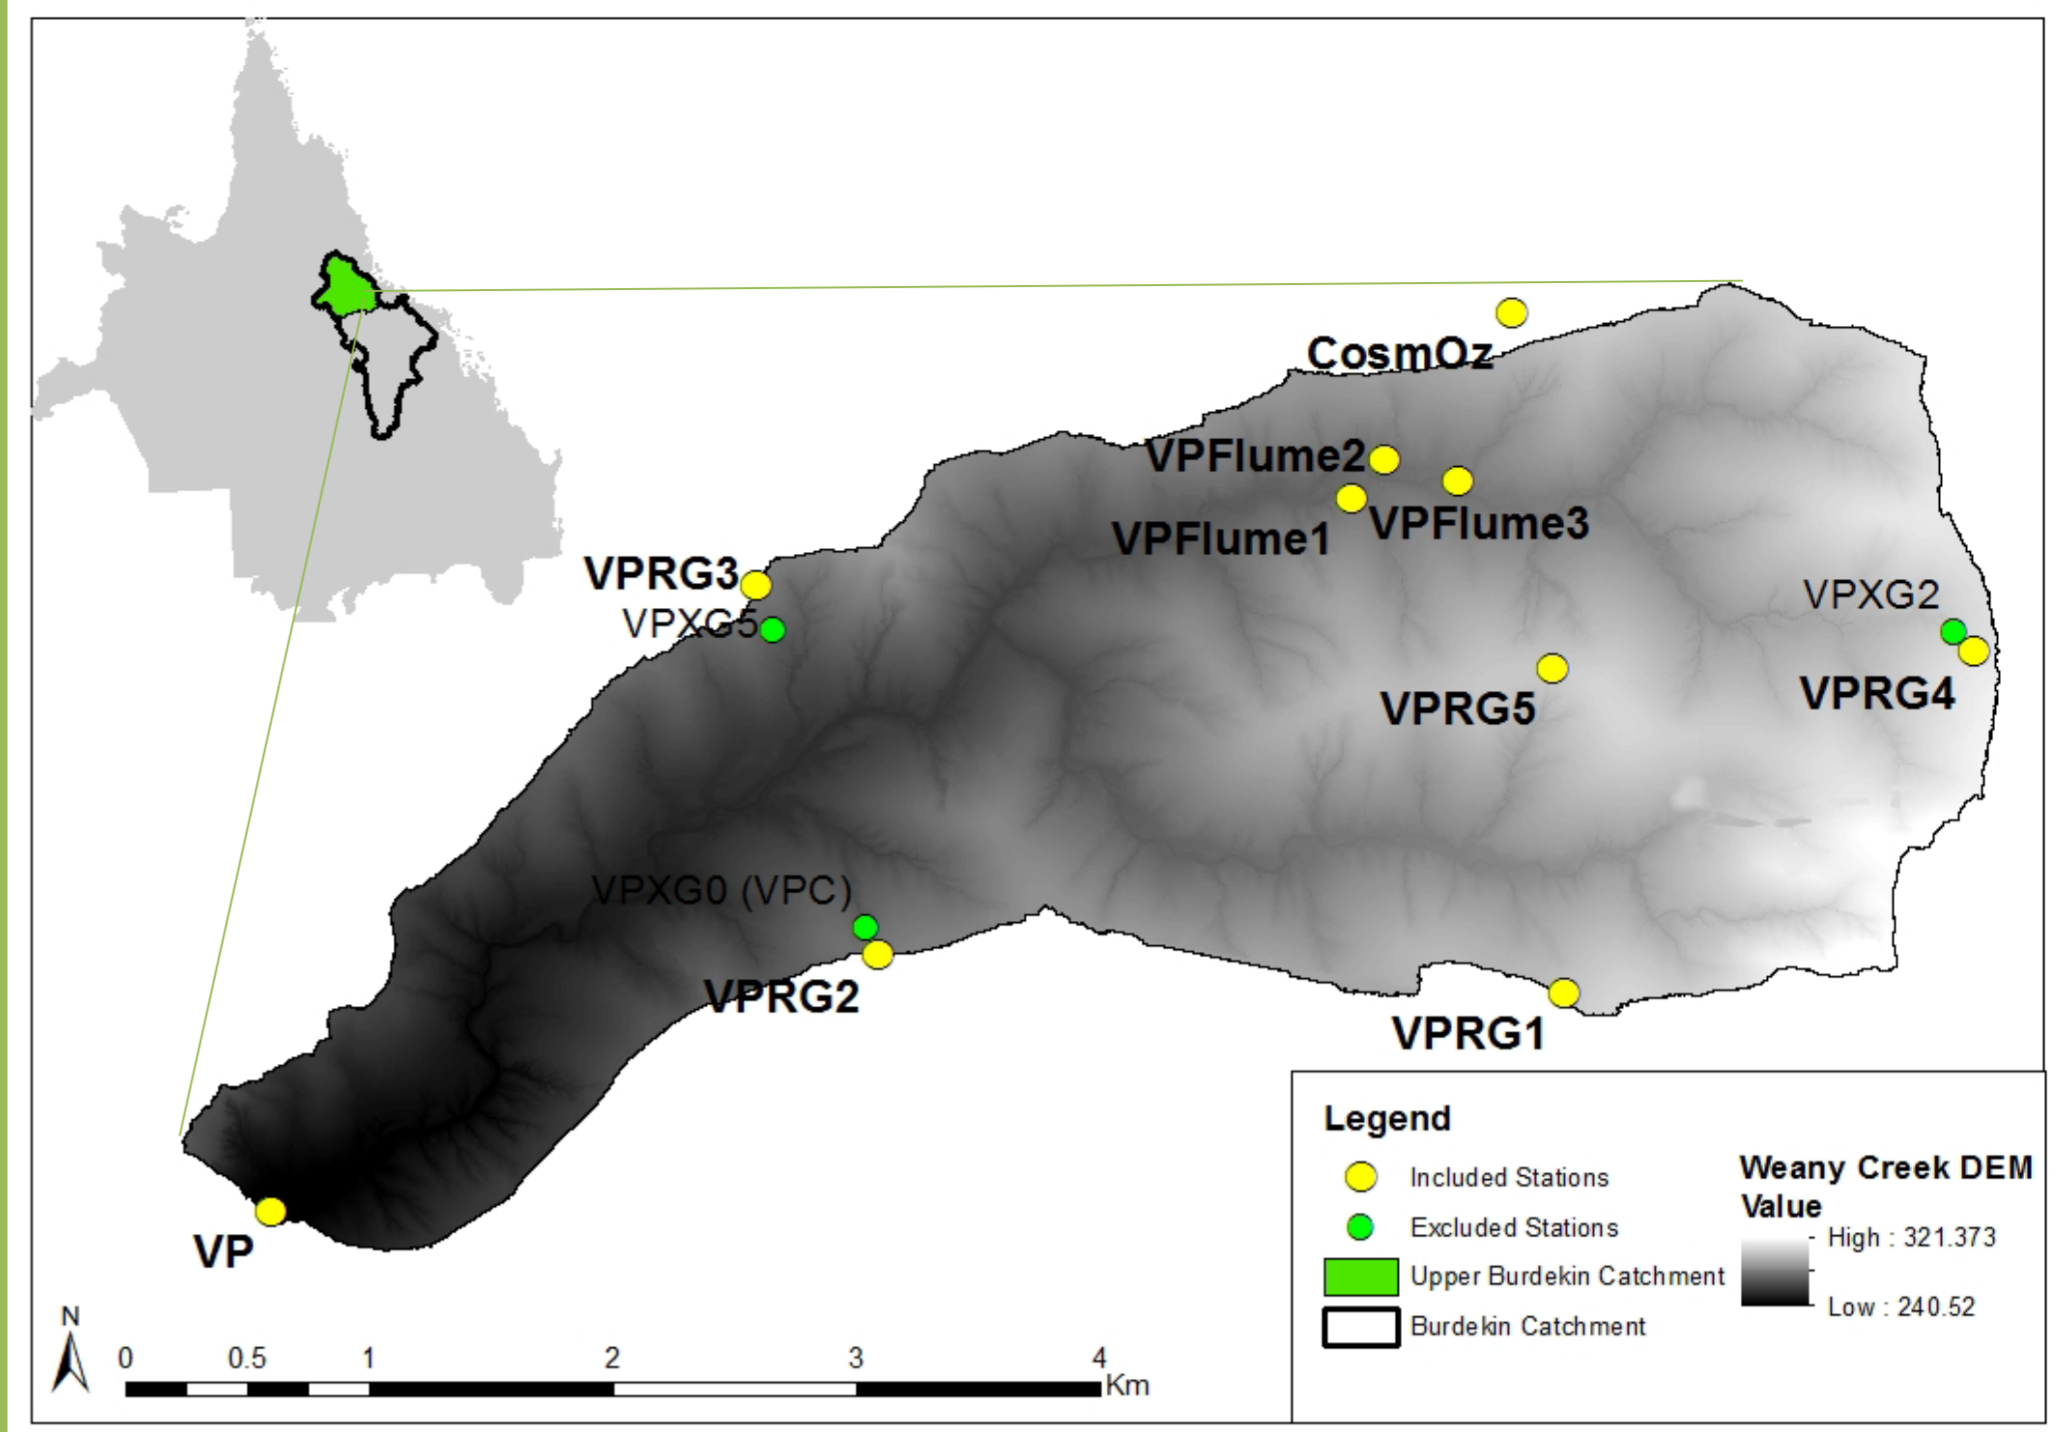 CosmOz
VPFlume2
VPFlume3
VPFlume1
VPRG3
VPXG5
VPXG2
VPRG4
VPRG5
VPXG0 (VPC)
VPRG2
VPRG1
VP
N
0 0.5 1 2 3 4
Km
Legend
Included Stations
Excluded Stations
Upper Burdekin Catchment
Burdekin Catchment
Weany Creek DEM
Value
High : 321.373
Low : 240.52